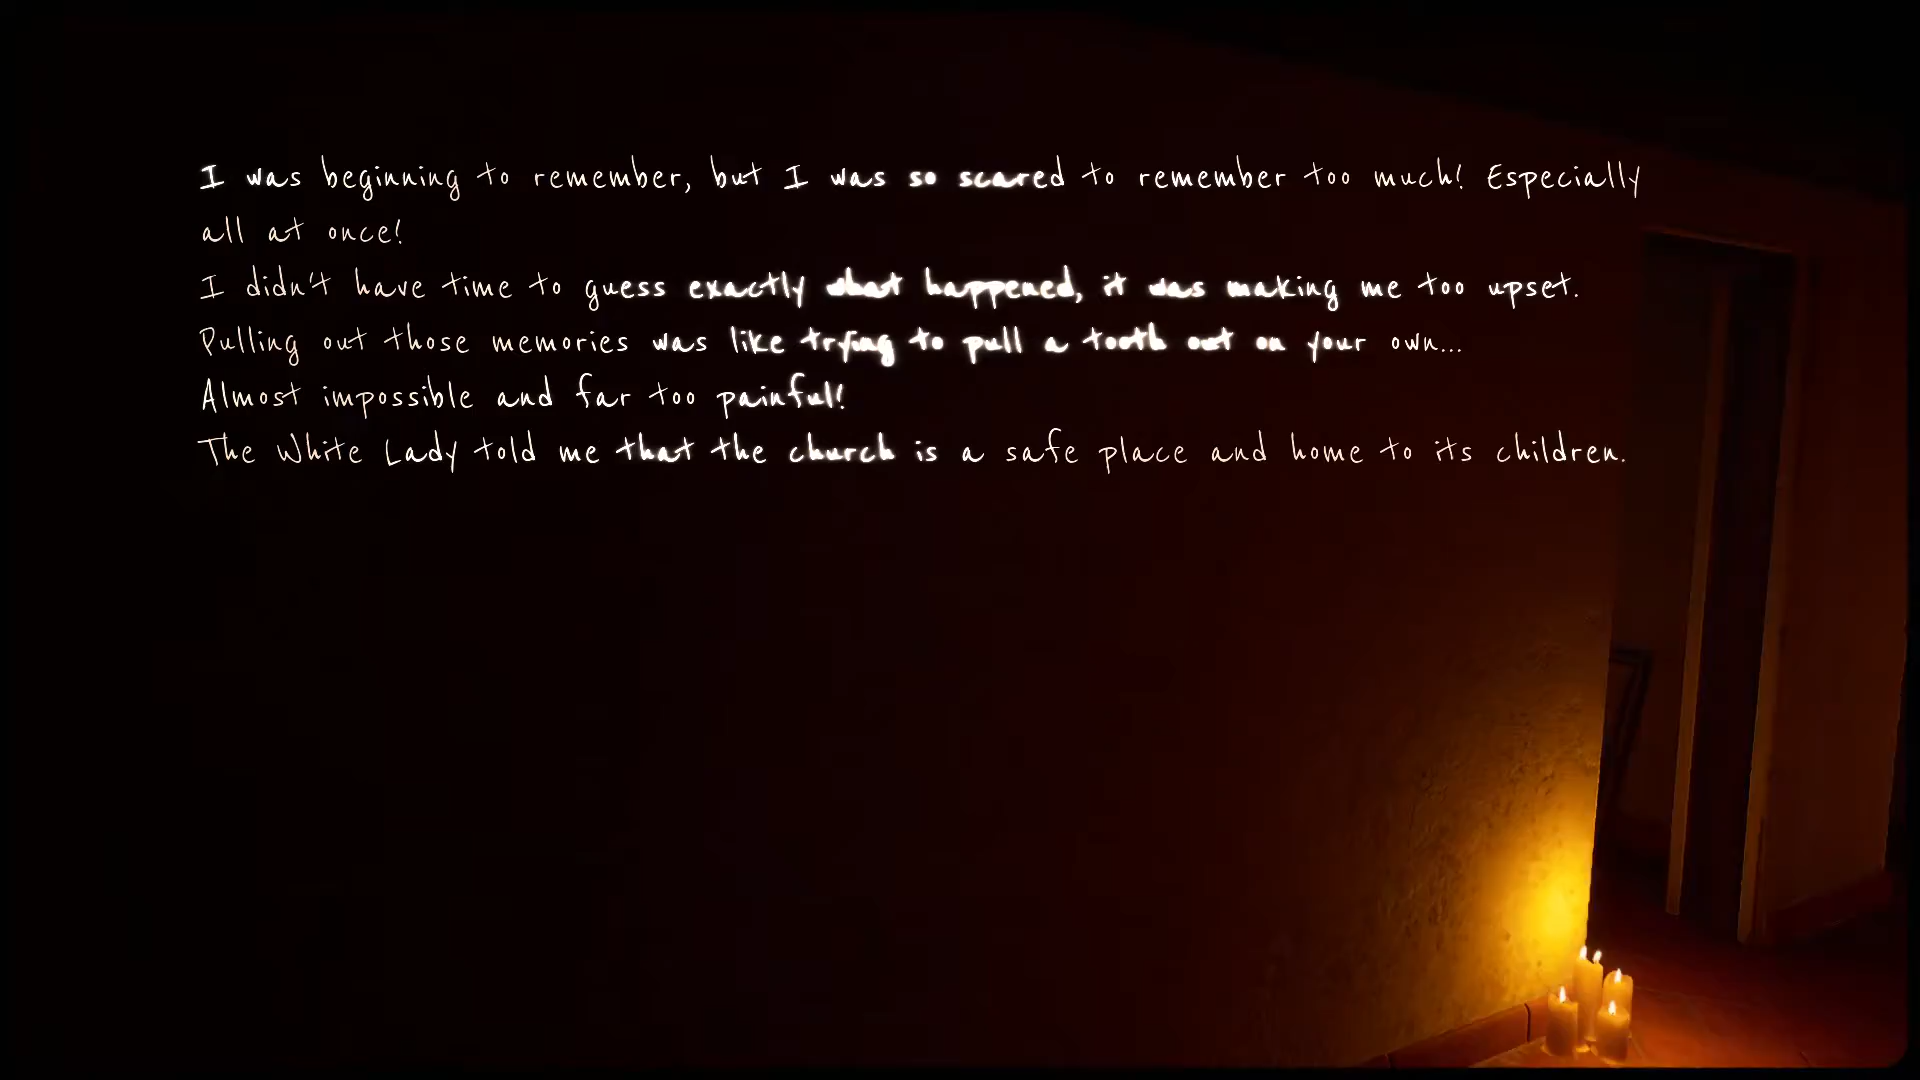 I was beginning to remember, but I was so scared to remember too much! Especially
all at once!
I didn't have time to guess exactly what happened, it was making me too upset.
Pulling out those memories was like trying to pull a tooth out on your own...
Almost impossible and far too painful!
The White Lady told me that the church is a safe place and home to its children.